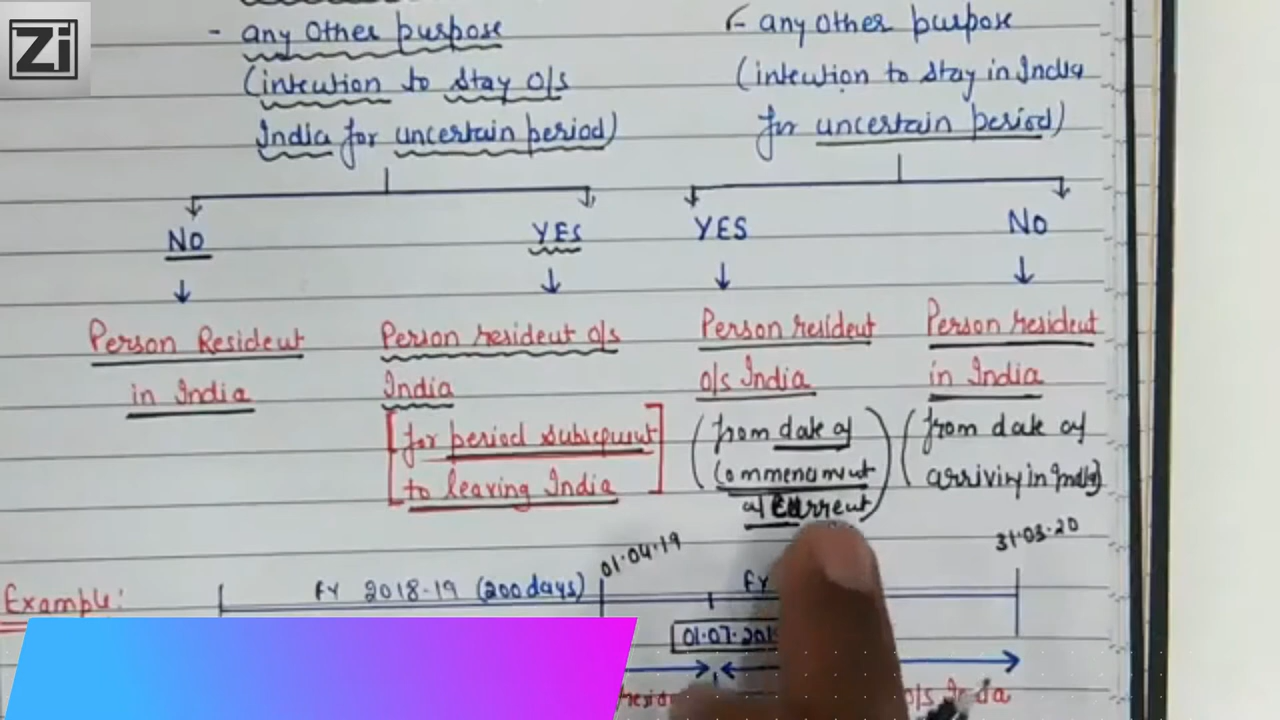 Zi
- any other purpose
(intention to stay o/s
India for uncertain period)
- any other purpose
(intention to stay in India
for uncertain period)
NO
YES
YES
NO
Person Resident
in India
Person resident o/s
India
[for period subsequent
to leaving India]
Person resident
o/s India
(from date of
Commencement
of current)
Person resident
in India
(from date of
arriving in India)
Example:
FY 2018-19 (200 days)
01.04.19
FY
31.03.20
01.07.201
o/s India